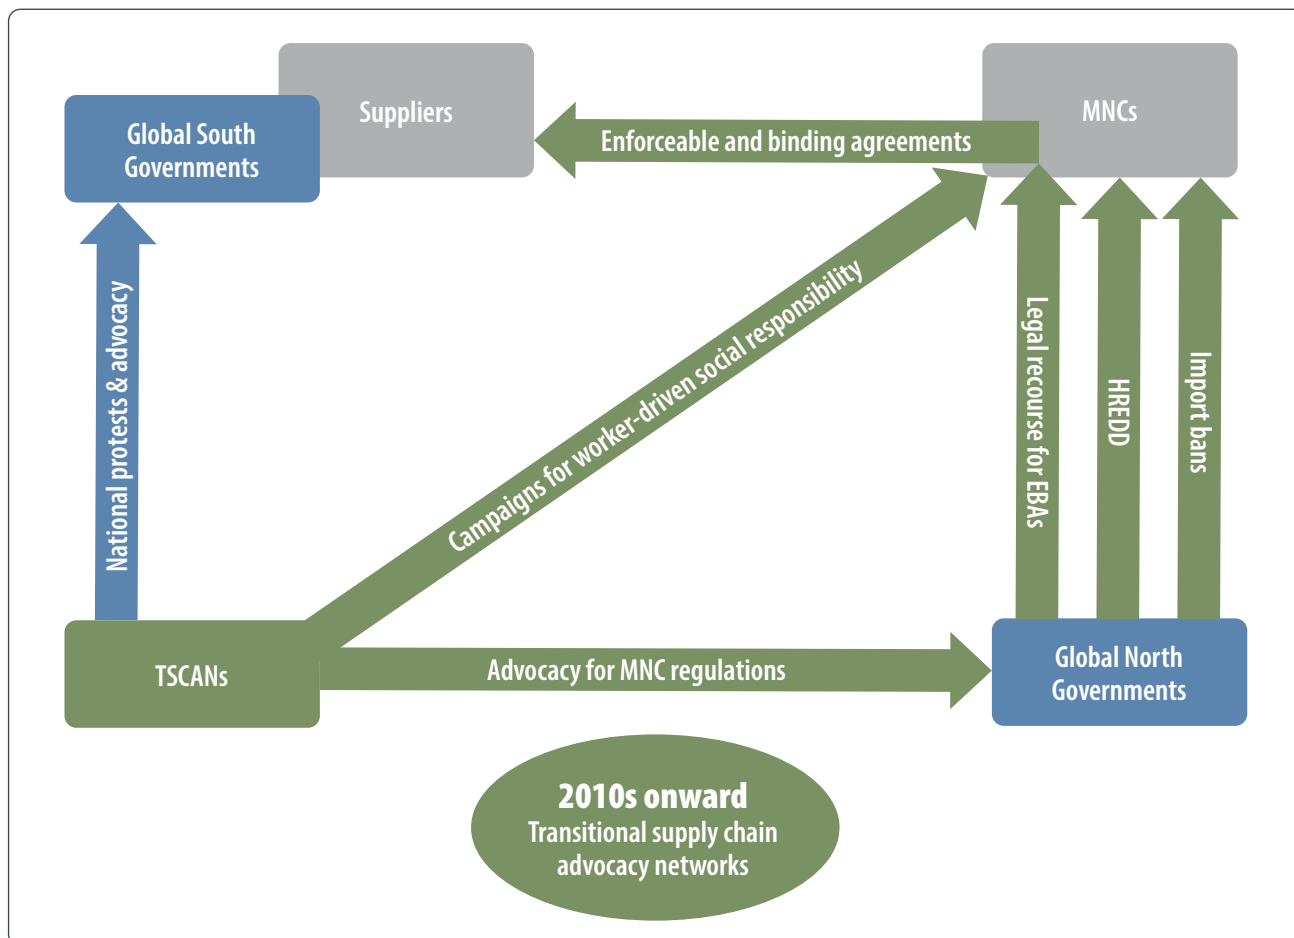 Suppliers
MNCs
Global South
Governments
Enforceable and binding agreements
National protests & advocacy
Campaigns for worker-driven social responsibility
Legal recourse for EBAs
HREDD
Import bans
TSCANs
Advocacy for MNC regulations
Global North
Governments
2010s onward
Transitional supply chain
advocacy networks